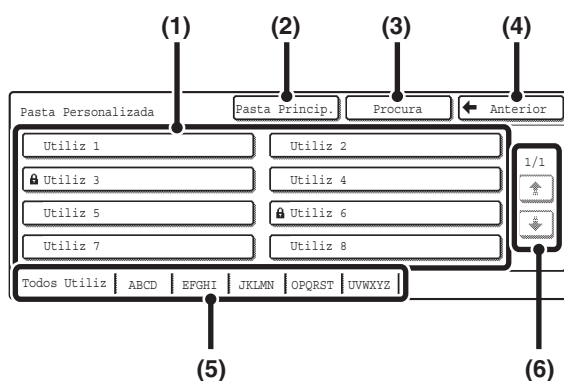 (1) (2) (3) (4)
Pasta Personalizada Pasta Princip. Procura Anterior
Utiliz 1 Utiliz 2
1/1
Utiliz 3 Utiliz 4
Utiliz 5 Utiliz 6
Utiliz 7 Utiliz 8
Todos Utiliz ABCD EFGHI JKLMN OPQRST UVWXYZ
(5) (6)